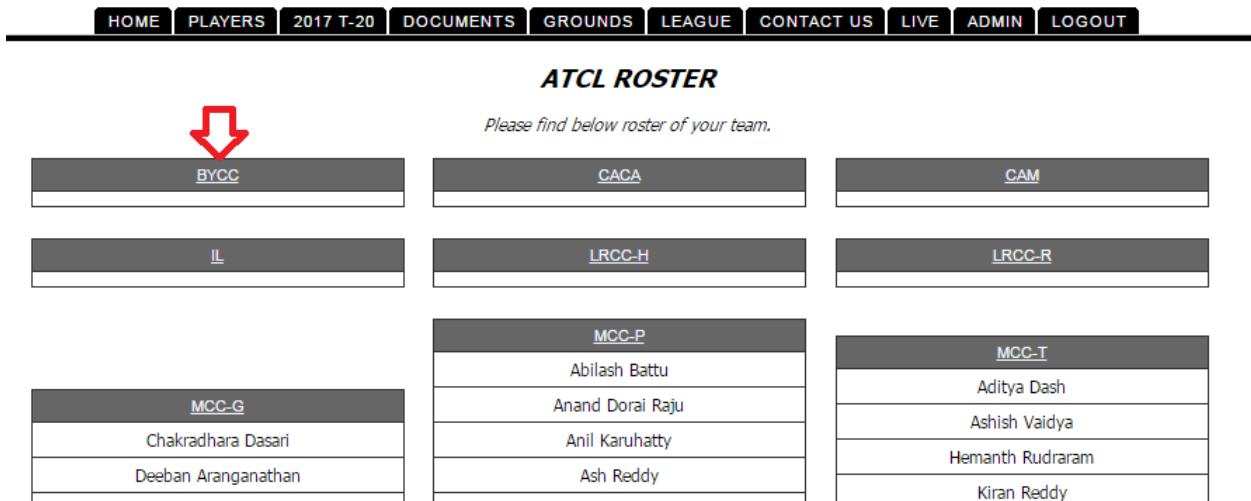 HOME PLAYERS 2017 T-20 DOCUMENTS GROUNDS LEAGUE CONTACT US LIVE ADMIN LOGOUT
ATCL ROSTER
Please find below roster of your team.
BYCC CACA CAM
IL LRCC-H LRCC-R
MCC-G
Chakradhara Dasari
Deeban Aranganathan
MCC-P
Abilash Battu
Anand Dorai Raju
Anil Karuhatty
Ash Reddy
MCC-T
Aditya Dash
Ashish Vaidya
Hemanth Rudraram
Kiran Reddy